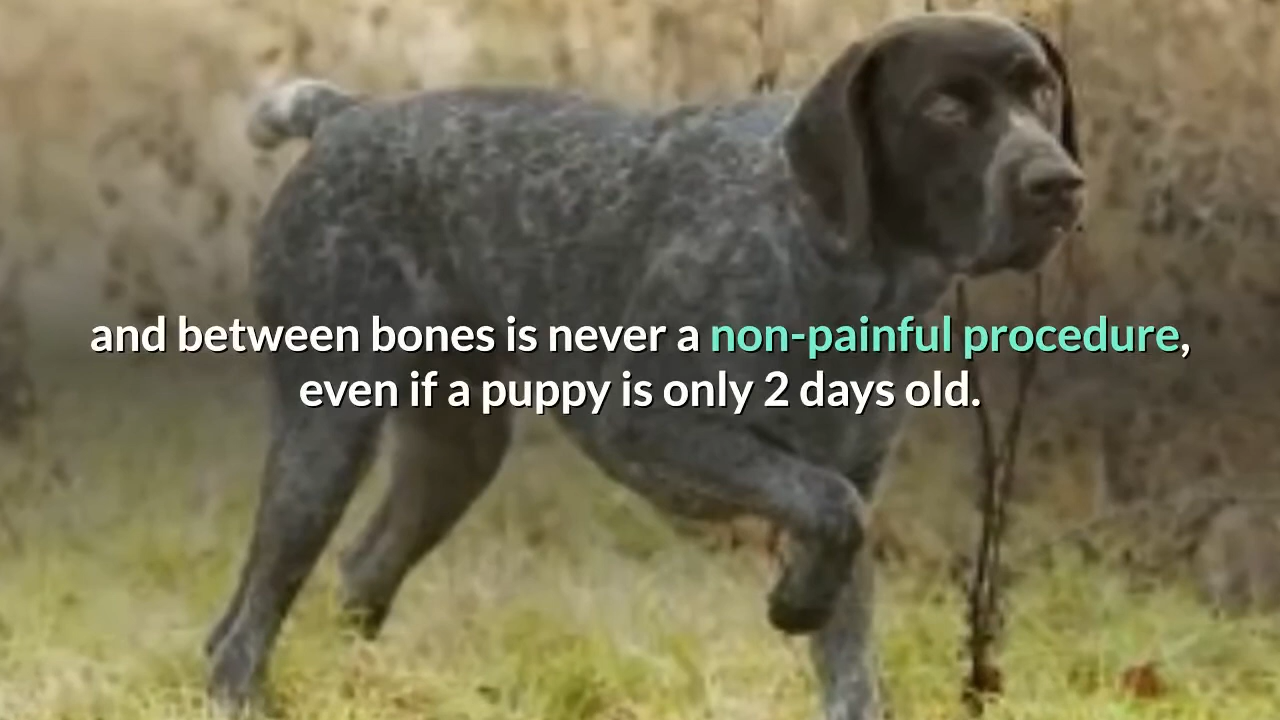 and between bones is never a non-painful procedure,
even if a puppy is only 2 days old.